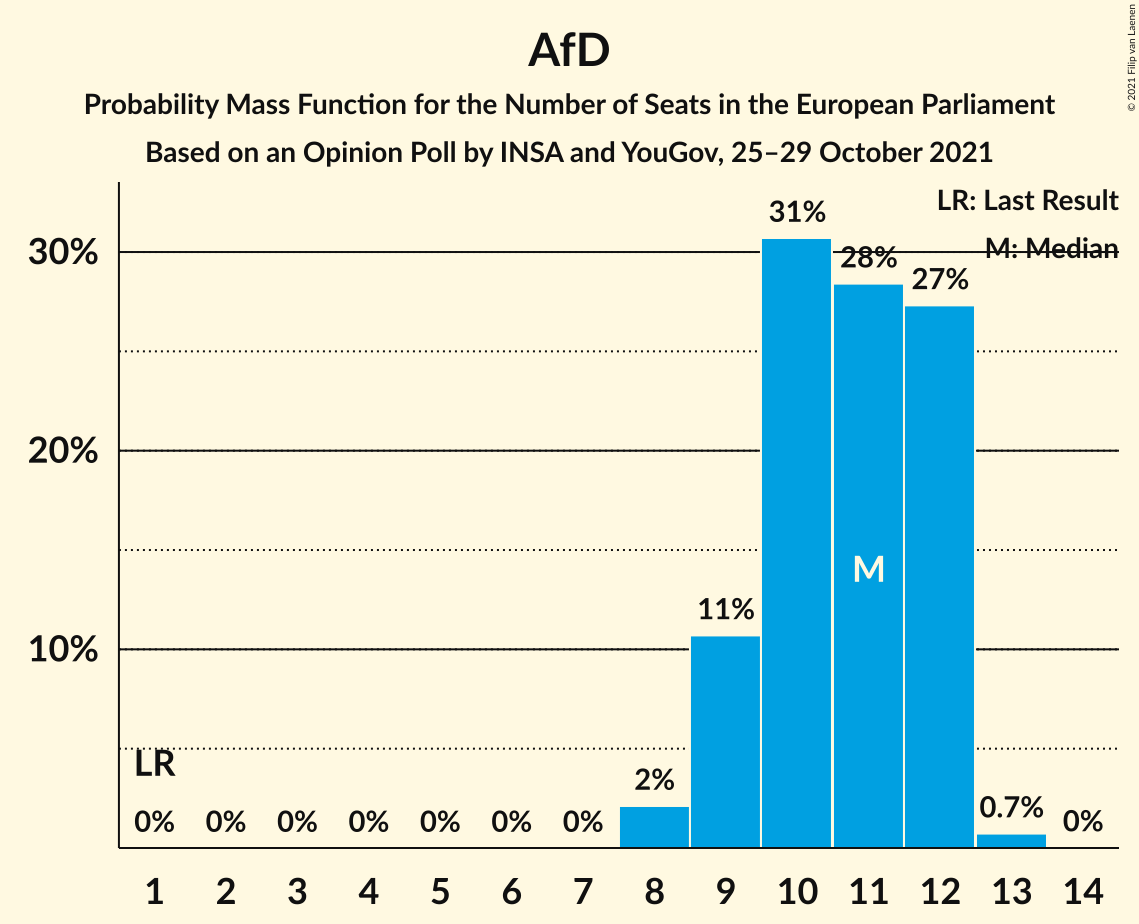 AfD
Probability Mass Function for the Number of Seats in the European Parliament
Based on an Opinion Poll by INSA and YouGov, 25–29 October 2021
© 2021 Filip van Laenen
LR: Last Result
M: Median
30%
20%
10%
LR
0%
0%
0%
0%
0%
0%
0%
2%
11%
31%
28%
27%
0.7%
0%
M
1 2 3 4 5 6 7 8 9 10 11 12 13 14